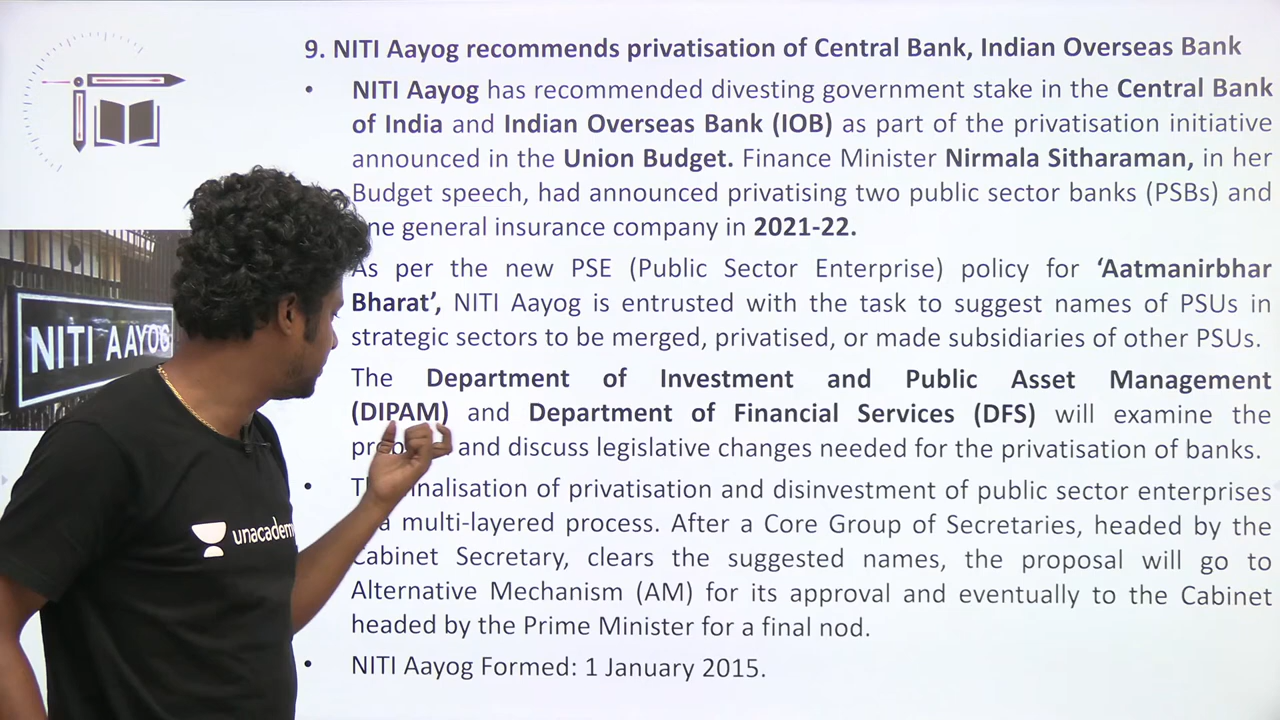 9. NITI Aayog recommends privatisation of Central Bank, Indian Overseas Bank
• NITI Aayog has recommended divesting government stake in the Central Bank
of India and Indian Overseas Bank (IOB) as part of the privatisation initiative
announced in the Union Budget. Finance Minister Nirmala Sitharaman, in her
Budget speech, had announced privatising two public sector banks (PSBs) and
general insurance company in 2021-22.
As per the new PSE (Public Sector Enterprise) policy for ‘Aatmanirbhar
Bharat’, NITI Aayog is entrusted with the task to suggest names of PSUs in
strategic sectors to be merged, privatised, or made subsidiaries of other PSUs.
The Department of Investment and Public Asset Management
(DIPAM) and Department of Financial Services (DFS) will examine the
and discuss legislative changes needed for the privatisation of banks.
• of privatisation and disinvestment of public sector enterprises
a multi-layered process. After a Core Group of Secretaries, headed by the
Cabinet Secretary, clears the suggested names, the proposal will go to
Alternative Mechanism (AM) for its approval and eventually to the Cabinet
headed by the Prime Minister for a final nod.
• NITI Aayog Formed: 1 January 2015.
NITI AAYOG
unacademy